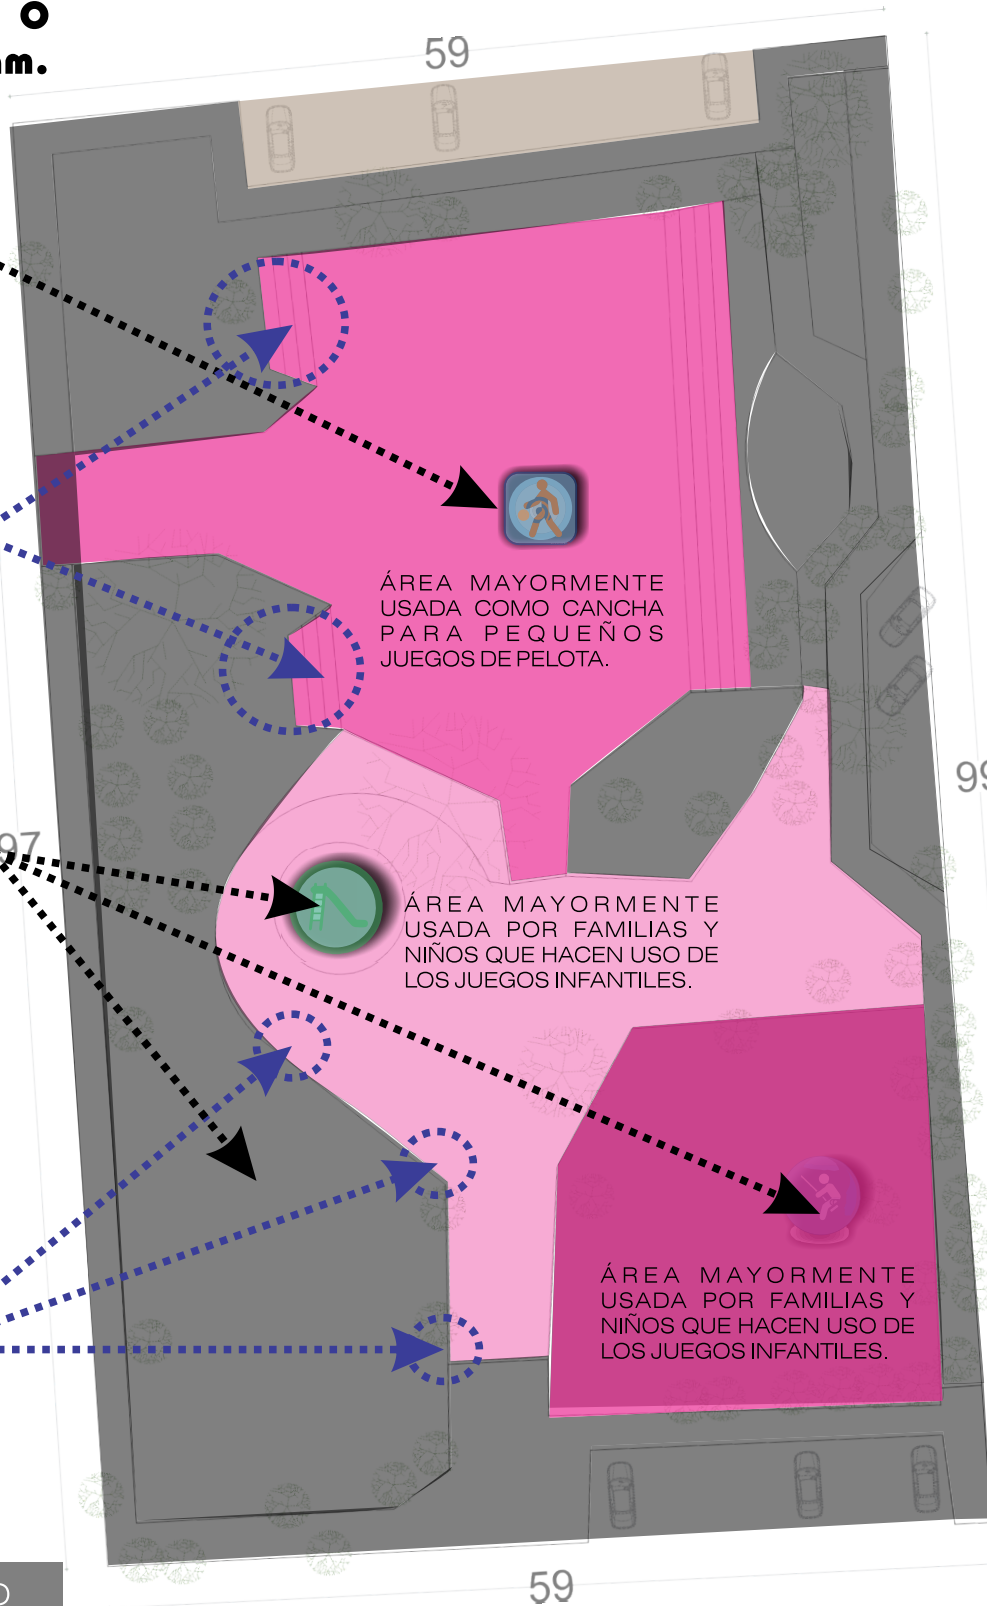 o
m.
59
ÁREA MAYORMENTE
USADA COMO CANCHA
PARA PEQUEÑOS
JUEGOS DE PELOTA.
99
97
ÁREA MAYORMENTE
USADA POR FAMILIAS Y
NIÑOS QUE HACEN USO DE
LOS JUEGOS INFANTILES.
ÁREA MAYORMENTE
USADA POR FAMILIAS Y
NIÑOS QUE HACEN USO DE
LOS JUEGOS INFANTILES.
O
59